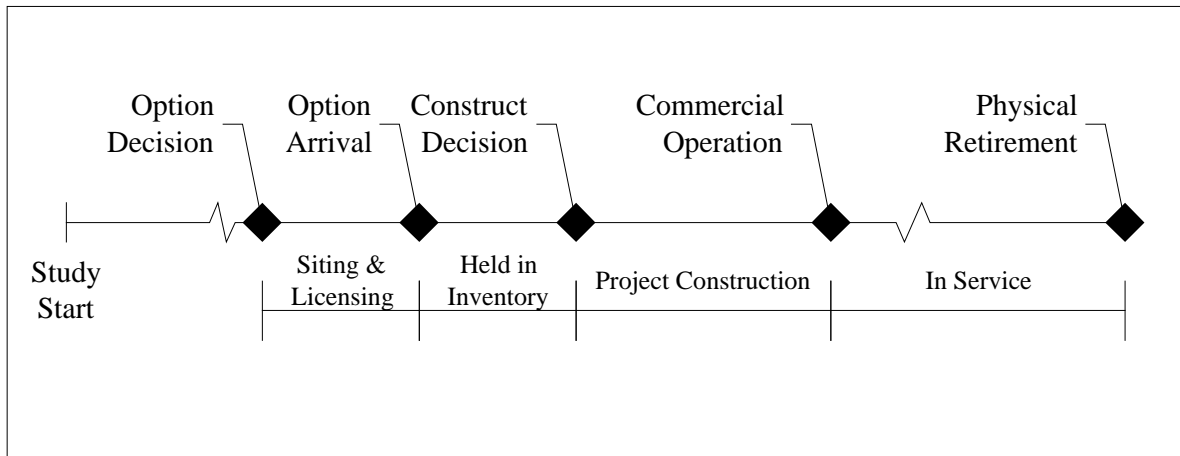 Option
Decision
Option
Arrival
Construct
Decision
Commercial
Operation
Physical
Retirement
Study
Start
Siting &
Licensing
Held in
Inventory
Project Construction
In Service